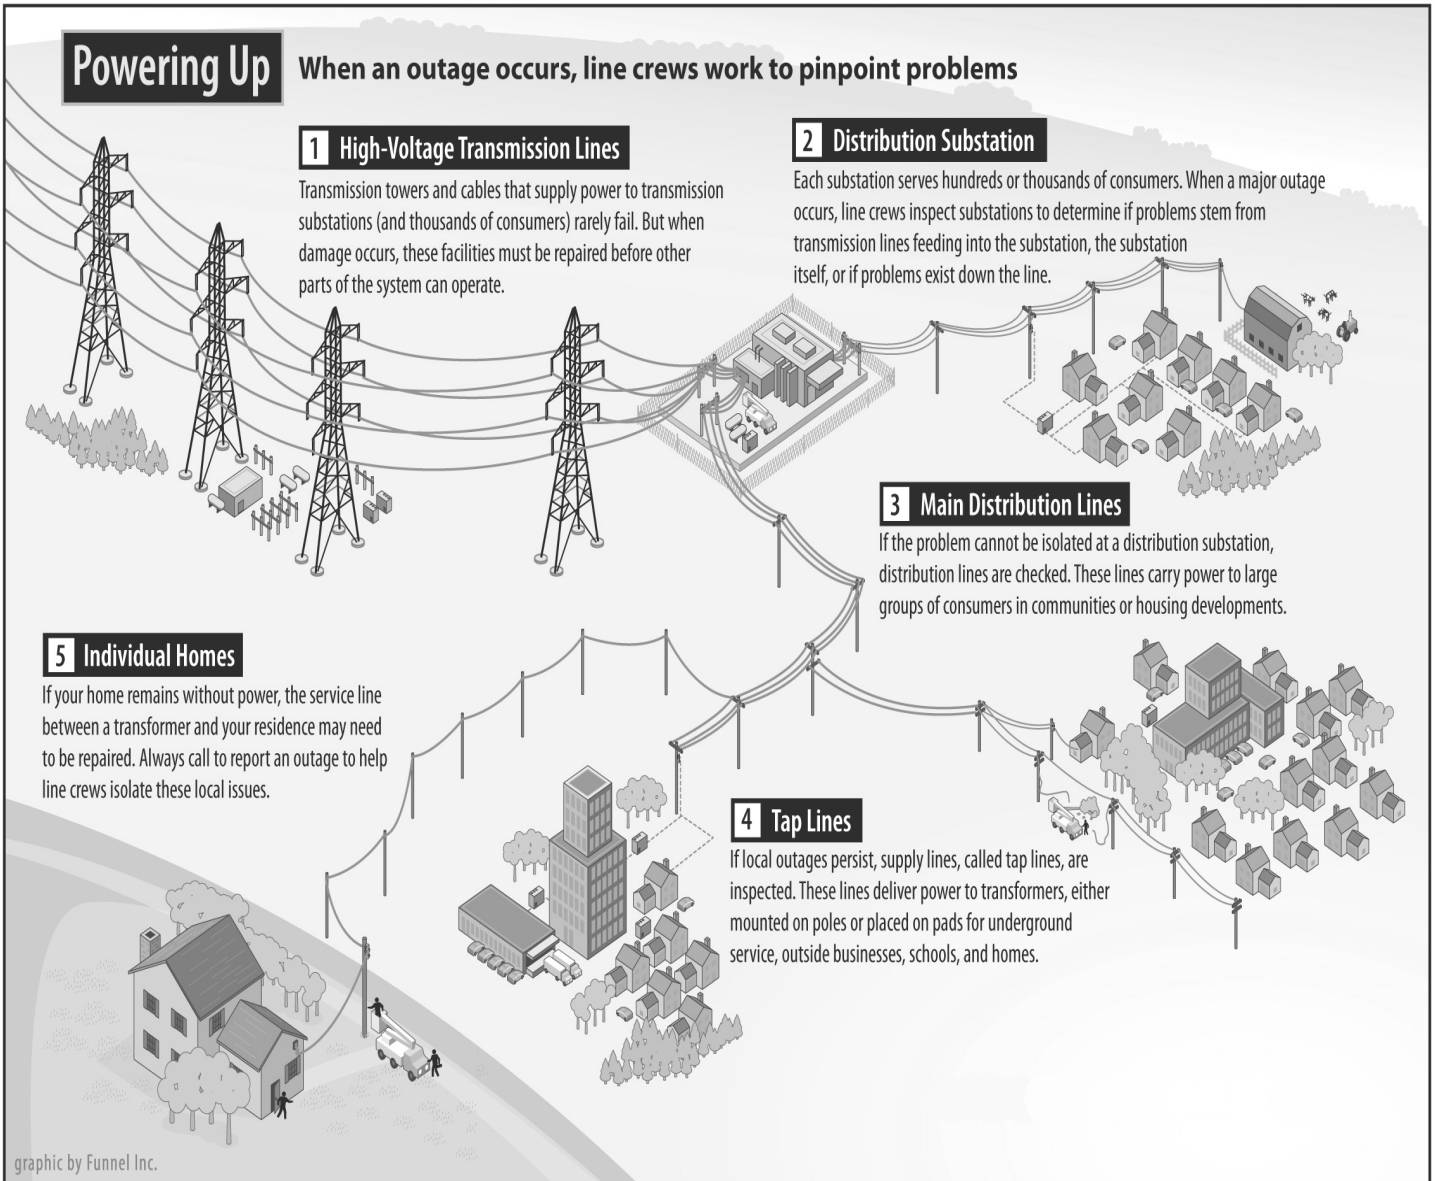 Powering Up
When an outage occurs, line crews work to pinpoint problems
1 High-Voltage Transmission Lines
Transmission towers and cables that supply power to transmission
substations (and thousands of consumers) rarely fail. But when
damage occurs, these facilities must be repaired before other
parts of the system can operate.
2 Distribution Substation
Each substation serves hundreds or thousands of consumers. When a major outage
occurs, line crews inspect substations to determine if problems stem from
transmission lines feeding into the substation, the substation
itself, or if problems exist down the line.
3 Main Distribution Lines
If the problem cannot be isolated at a distribution substation,
distribution lines are checked. These lines carry power to large
groups of consumers in communities or housing developments.
4 Tap Lines
If local outages persist, supply lines, called tap lines, are
inspected. These lines deliver power to transformers, either
mounted on poles or placed on pads for underground
service, outside businesses, schools, and homes.
5 Individual Homes
If your home remains without power, the service line
between a transformer and your residence may need
to be repaired. Always call to report an outage to help
line crews isolate these local issues.
graphic by Funnel Inc.